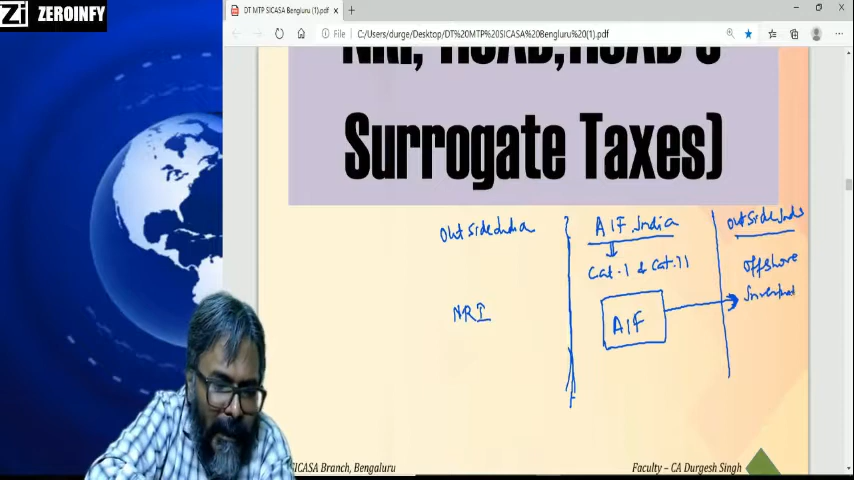 ZEROINFY
DT MTP SICASA Bengluru (1).pdf
File
C:/Users/durge/Desktop/DT%20MTP%20SICASA%20Bengluru%20(1).pdf
Surrogate Taxes)
Outside India
AIF India
Outside India
Cat-I & Cat-II
Offshore
NRI
AIF
SICASA Branch, Bengaluru
Faculty – CA Durgesh Singh